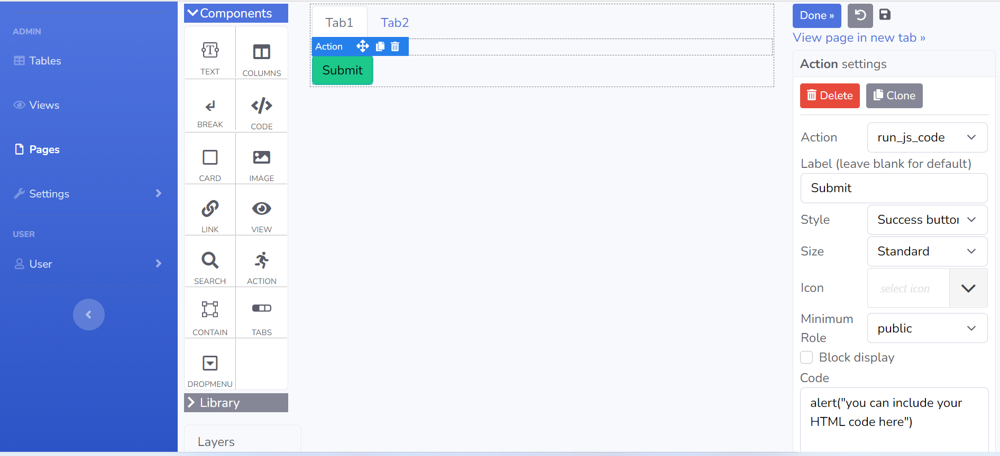 ADMIN
Tables
Views
Pages
Settings
USER
User
Components
TEXT
COLUMNS
BREAK
CODE
CARD
IMAGE
LINK
VIEW
SEARCH
ACTION
CONTAIN
TABS
DROPMENU
Library
Layers
Tab1
Tab2
Action
Submit
Done »
View page in new tab »
Action settings
Delete
Clone
Action
run_js_code
Label (leave blank for default)
Submit
Style
Success button
Size
Standard
Icon
select icon
Minimum
Role
public
Block display
Code
alert("you can include your
HTML code here")